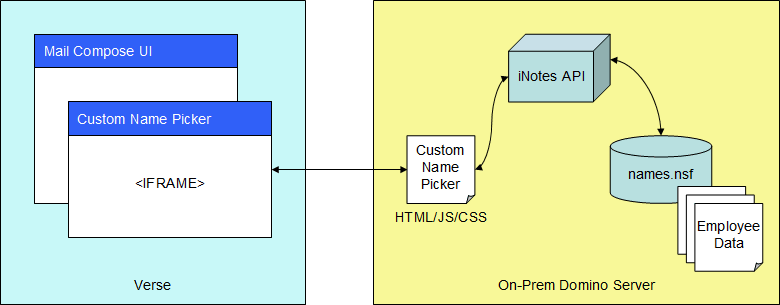 Mail Compose UI
Custom Name Picker
<IFRAME>
Verse
iNotes API
Custom
Name
Picker
HTML/JS/CSS
names.nsf
Employee
Data
On-Prem Domino Server